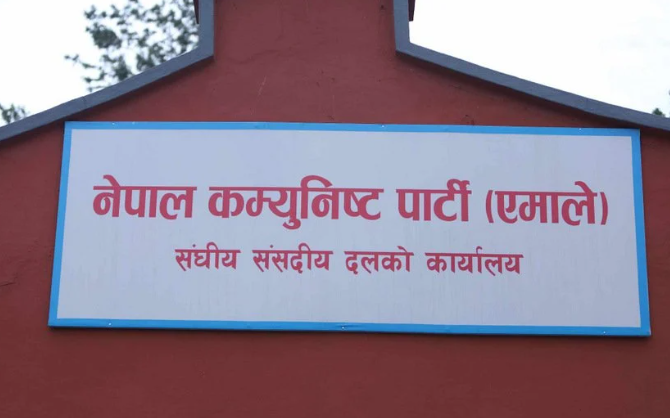 नेपाल कम्युनिष्ट पार्टी (एमाले)
संघीय संसदीय दलको कार्यालय